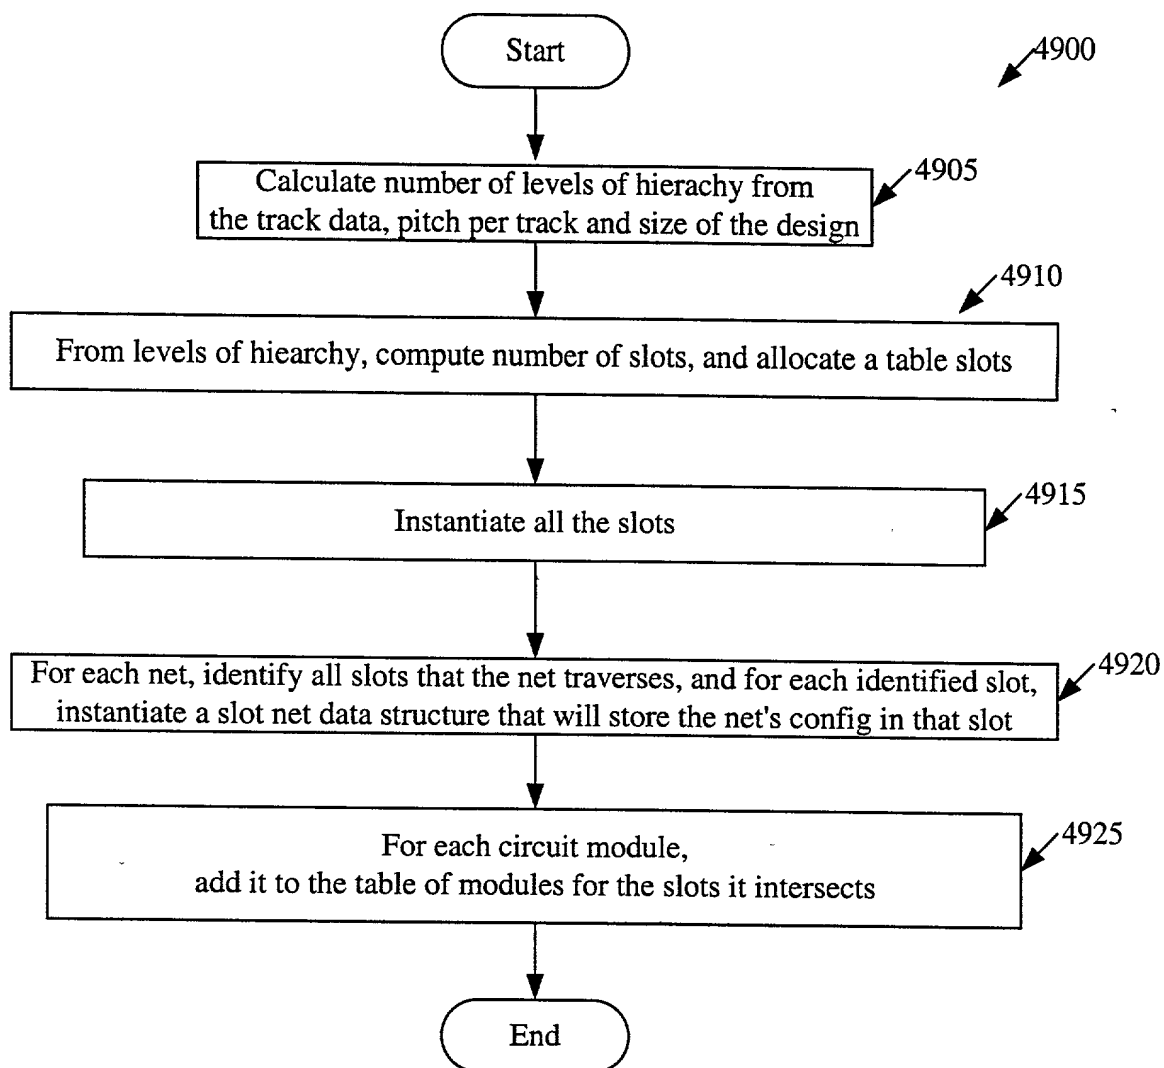 Start
4900
4905
Calculate number of levels of hierachy from
the track data, pitch per track and size of the design
4910
From levels of hiearchy, compute number of slots, and allocate a table slots
4915
Instantiate all the slots
4920
For each net, identify all slots that the net traverses, and for each identified slot,
instantiate a slot net data structure that will store the net's config in that slot
4925
For each circuit module,
add it to the table of modules for the slots it intersects
End